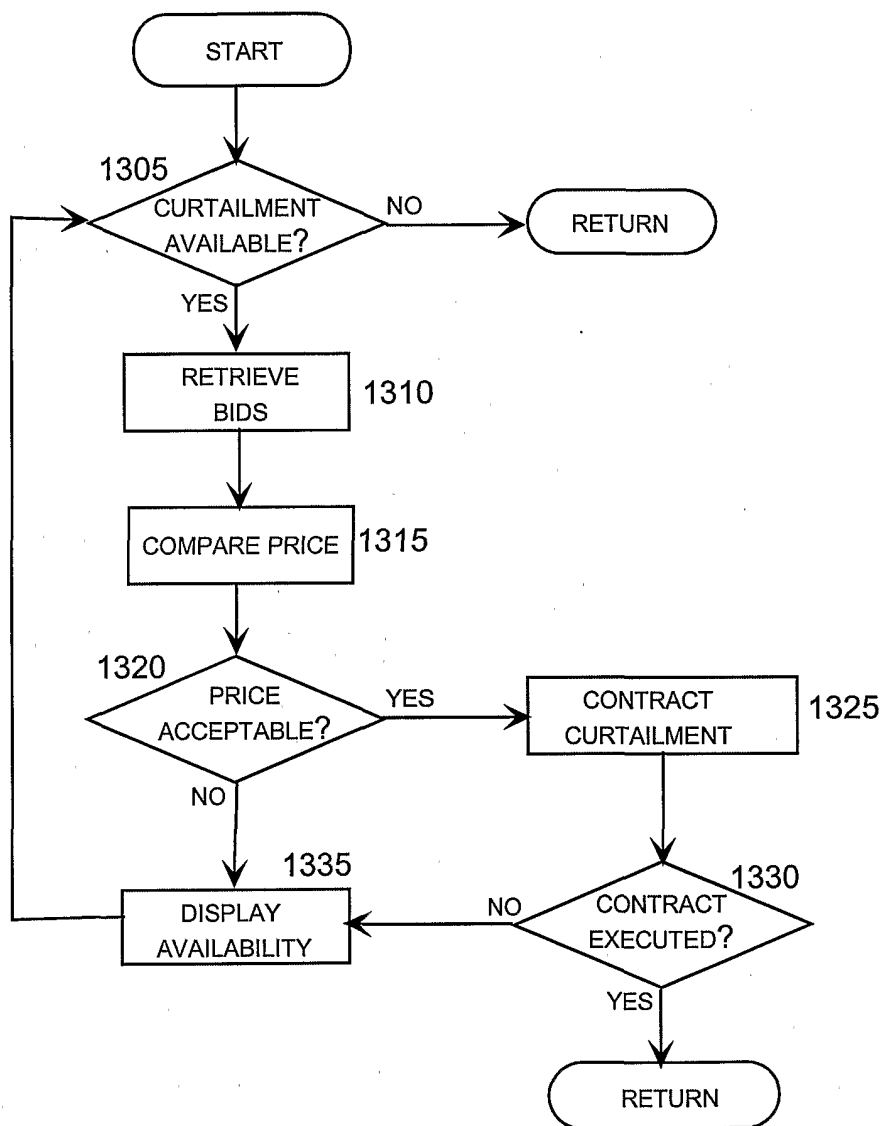 START
1305
CURTAILMENT
AVAILABLE?
NO
RETURN
YES
RETRIEVE
BIDS
1310
COMPARE PRICE
1315
1320
PRICE
ACCEPTABLE?
YES
CONTRACT
CURTAILMENT
1325
NO
1335
DISPLAY
AVAILABILITY
1330
NO
CONTRACT
EXECUTED?
YES
RETURN